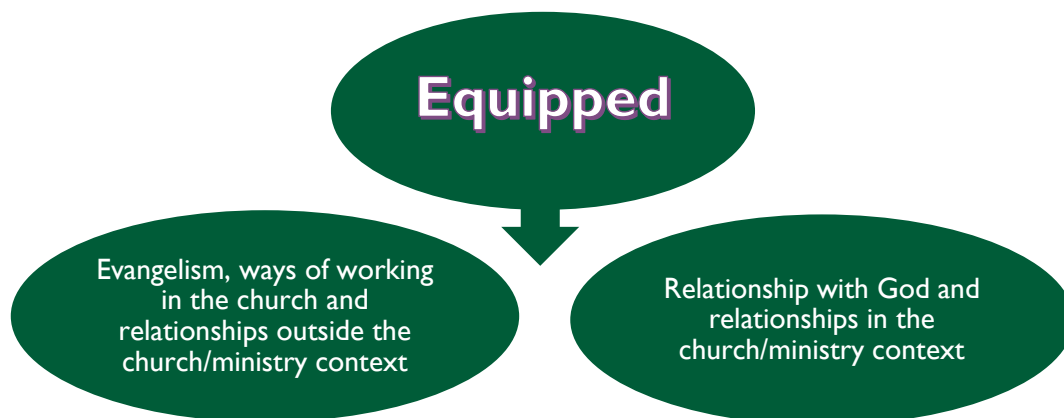 Equipped
Evangelism, ways of working
in the church and
relationships outside the
church/ministry context
Relationship with God and
relationships in the
church/ministry context